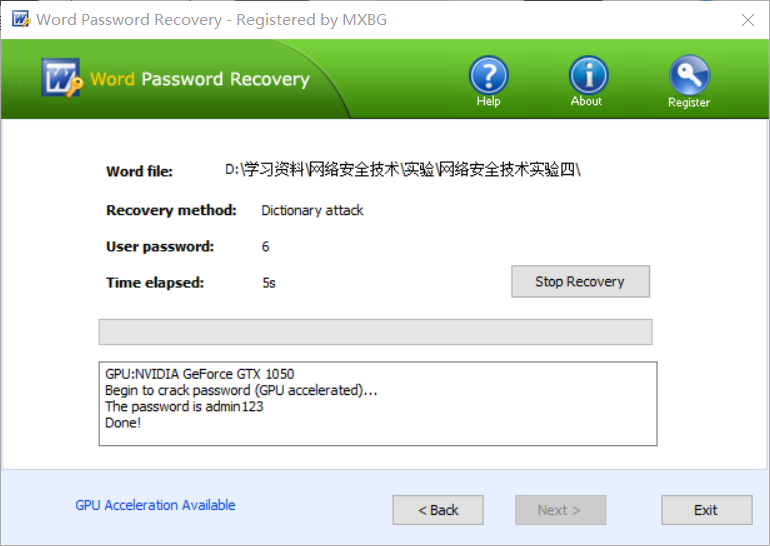 Word Password Recovery - Registered by MXBG
Word Password Recovery
Help
About
Register
Word file: D:\学习资料\网络安全技术\实验\网络安全技术实验四\
Recovery method: Dictionary attack
User password: 6
Time elapsed: 5s
Stop Recovery
GPU:NVIDIA GeForce GTX 1050
Begin to crack password (GPU accelerated)...
The password is admin123
Done!
GPU Acceleration Available
< Back
Next >
Exit